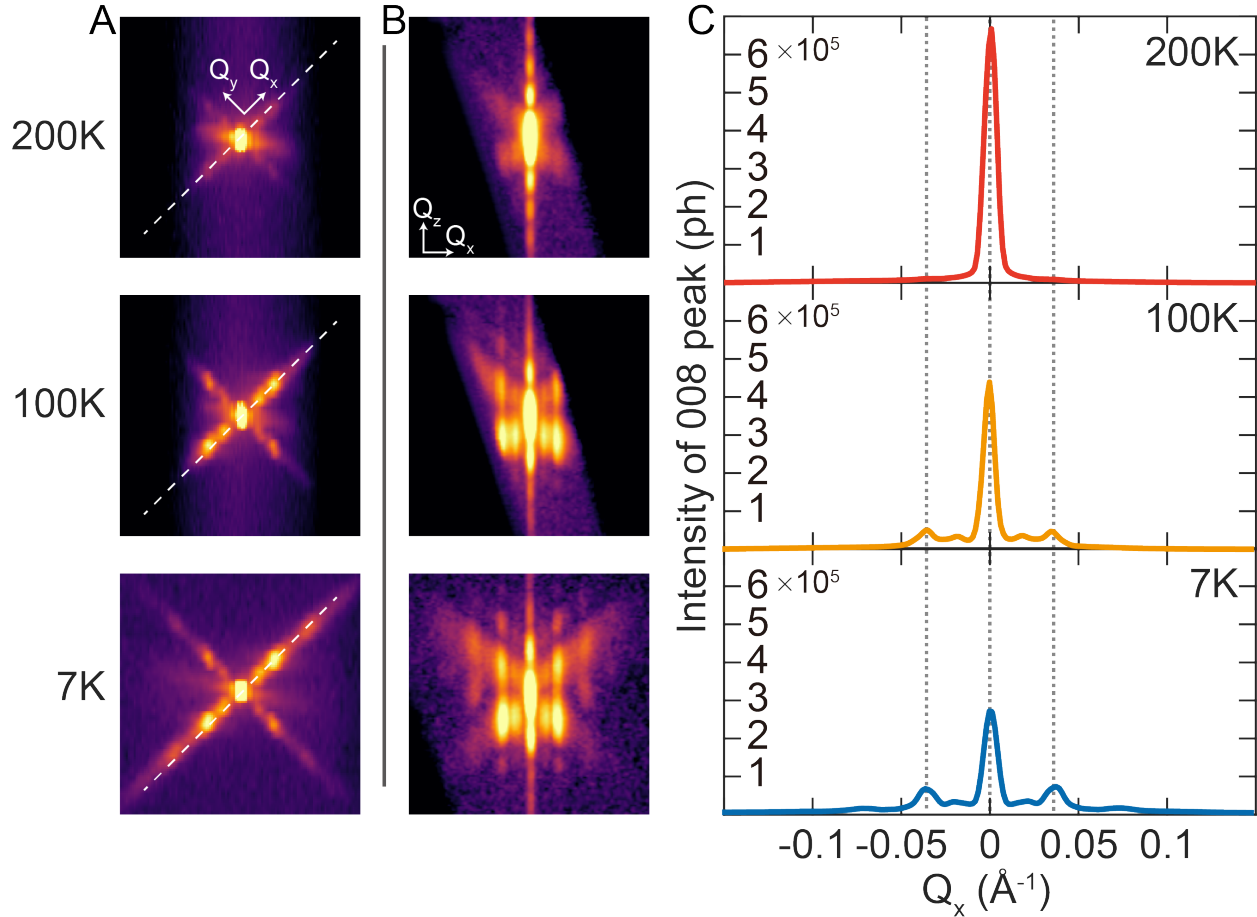 A
B
C
200K
Qy
Qx
Qz
Qx
100K
7K
Intensity of 008 peak (ph)
6 ×10⁵
200K
5
4
3
2
1
6 ×10⁵
100K
5
4
3
2
1
6 ×10⁵
7K
5
4
3
2
1
-0.1 -0.05 0 0.05 0.1
Qx (Å⁻¹)